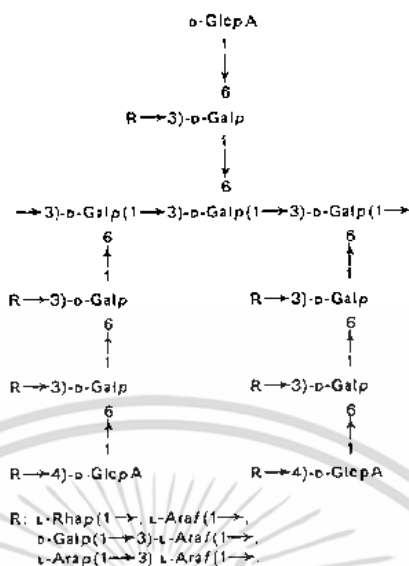 D-GlcpA
1
↓
6
R→3)-D-Galp
1
↓
6
→3)-D-Galp(1→3)-D-Galp(1→3)-D-Galp(1→
6 6
↑ ↑
1 1
R→3)-D-Galp R→3)-D-Galp
6 6
↑ ↑
1 1
R→3)-D-Galp R→3)-D-Galp
6 6
↑ ↑
1 1
R→4)-D-GlcpA R→4)-D-GlcpA
R: L-Rhap(1→, L-Araf(1→,
D-Galp(1→3)-L-Araf(1→,
L-Arap(1→3)-L-Araf(1→.